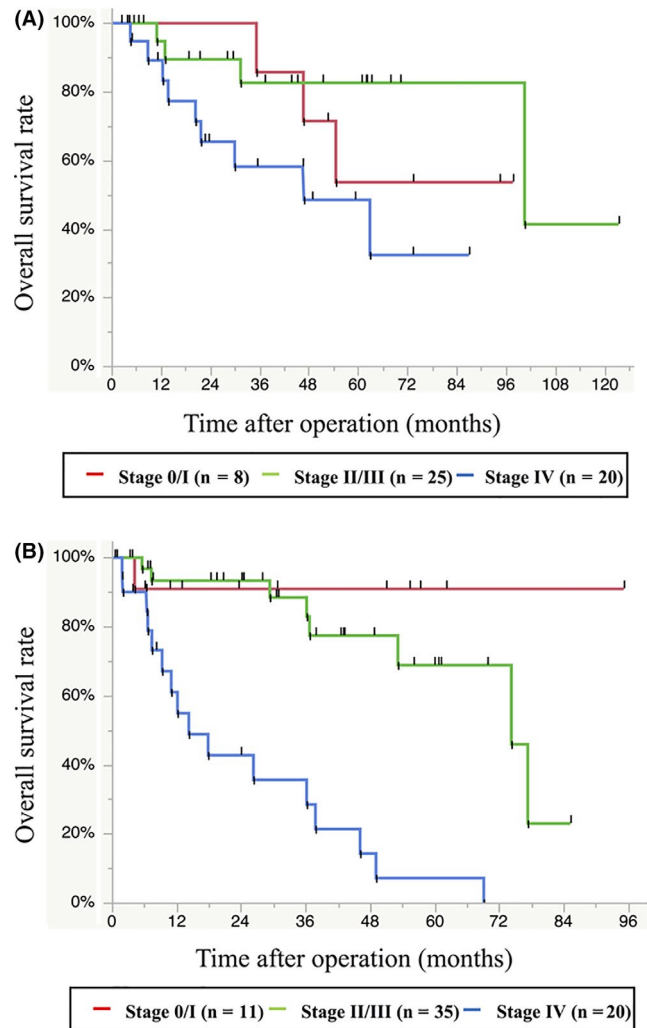 (A)
100%
80%
60%
40%
20%
0%
Overall survival rate
0 12 24 36 48 60 72 84 96 108 120
Time after operation (months)
Stage 0/I (n = 8) Stage II/III (n = 25) Stage IV (n = 20)
(B)
100%
80%
60%
40%
20%
0%
Overall survival rate
0 12 24 36 48 60 72 84 96
Time after operation (months)
Stage 0/I (n = 11) Stage II/III (n = 35) Stage IV (n =20)